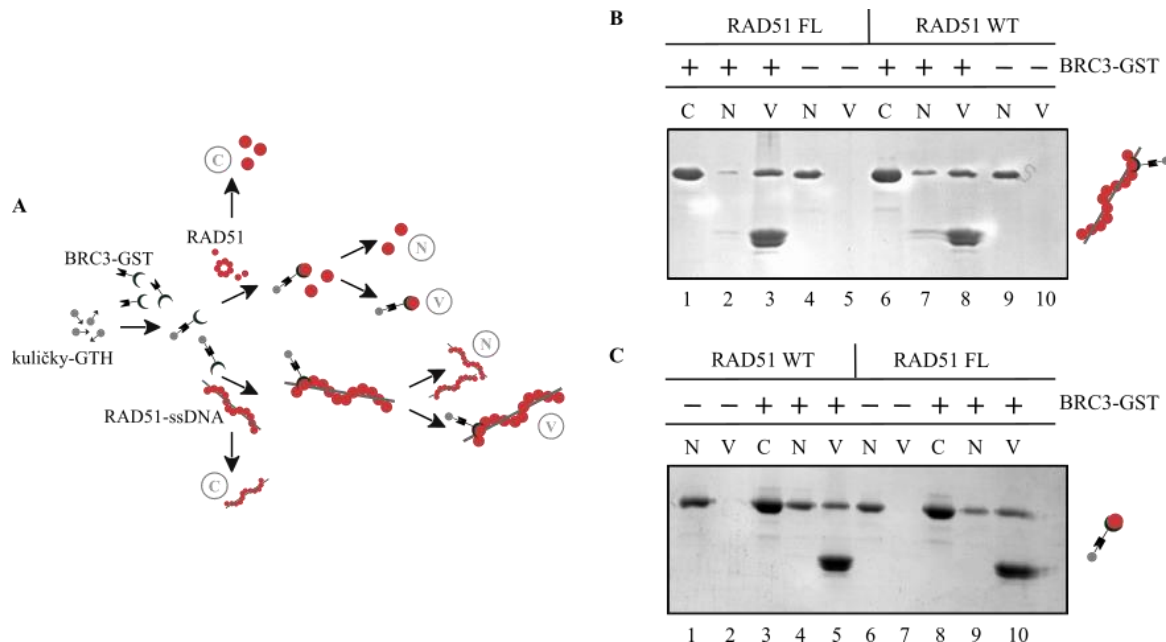 A
C
RAD51
BRC3-GST
N
V
kuličky-GTH
N
RAD51-ssDNA
V
C
B
RAD51 FL RAD51 WT
+ + + − − + + + − − BRC3-GST
C N V N V C N V N V
1 2 3 4 5 6 7 8 9 10
C
RAD51 WT RAD51 FL
− − + + + − − + + + BRC3-GST
N V C N V N V C N V
1 2 3 4 5 6 7 8 9 10